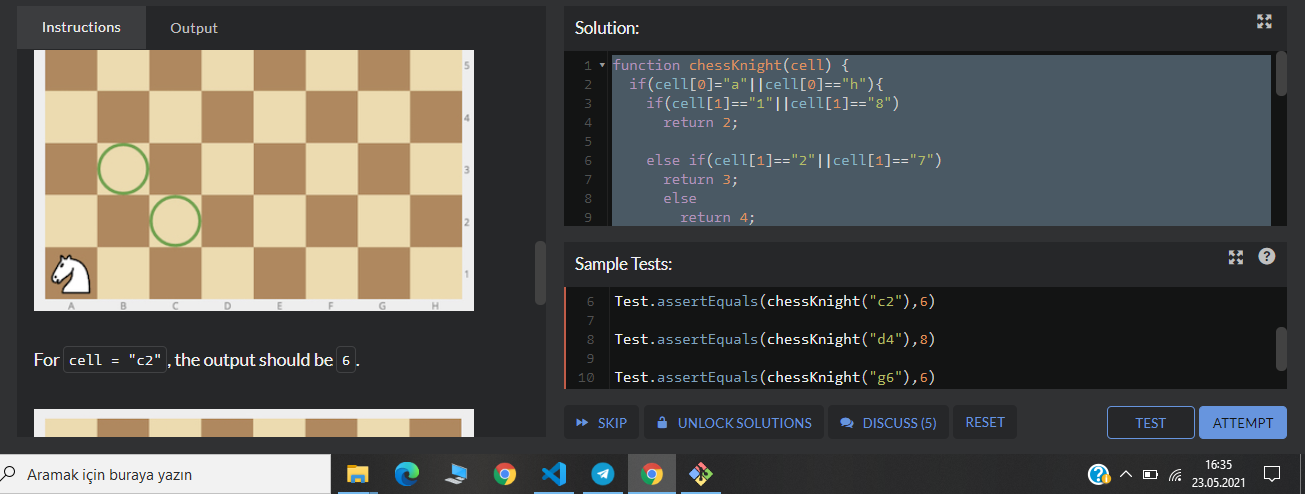 Instructions
Output
5
4
3
2
1
A B C D E F G H
For cell = "c2", the output should be 6.
Solution:
1 function chessKnight(cell) {
2 if(cell[0]="a"||cell[0]=="h"){
3 if(cell[1]=="1"||cell[1]=="8")
4 return 2;
5
6 else if(cell[1]=="2"||cell[1]=="7")
7 return 3;
8 else
9 return 4;
Sample Tests:
?
6 Test.assertEquals(chessKnight("c2"),6)
7
8 Test.assertEquals(chessKnight("d4"),8)
9
10 Test.assertEquals(chessKnight("g6"),6)
SKIP
UNLOCK SOLUTIONS
DISCUSS (5)
RESET
TEST
ATTEMPT
Aramak için buraya yazın
16:35
23.05.2021